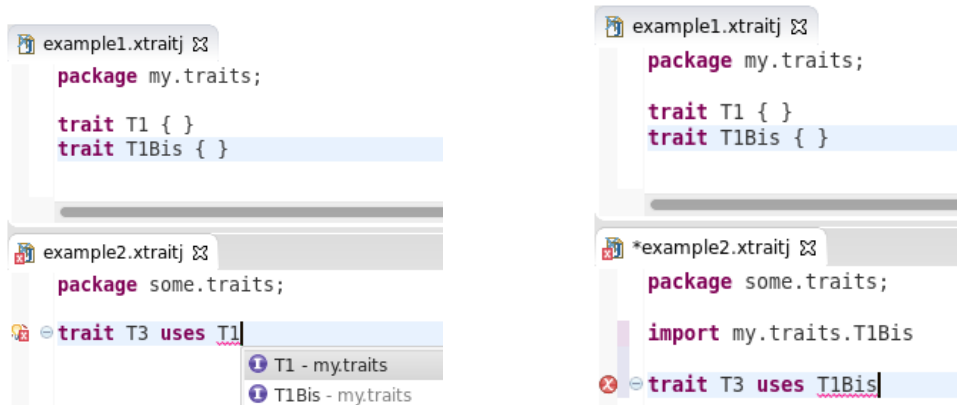 example1.xtraitj
package my.traits;
trait T1 { }
trait T1Bis { }
example2.xtraitj
package some.traits;
trait T3 uses T1
T1 - my.traits
T1Bis - my.traits
example1.xtraitj
package my.traits;
trait T1 { }
trait T1Bis { }
*example2.xtraitj
package some.traits;
import my.traits.T1Bis
trait T3 uses T1Bis